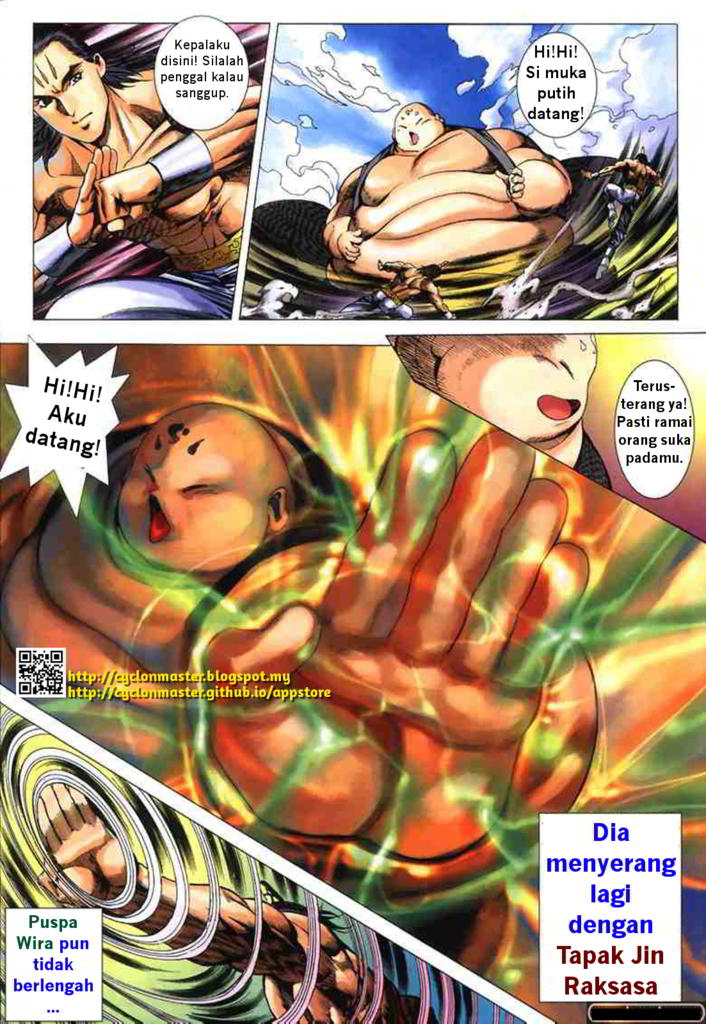 Kepalaku
disini! Silalah
penggal kalau
sanggup.
Hi!Hi!
Si muka
putih
datang!
Hi!Hi!
Aku
datang!
Terus-
terang ya!
Pasti ramai
orang suka
padamu.
http://cyclonmaster.blogspot.my
http://cyclonmaster.github.io/appstore
Dia
menyerang
lagi
dengan
Tapak Jin
Raksasa
Puspa
Wira pun
tidak
berlengah
...